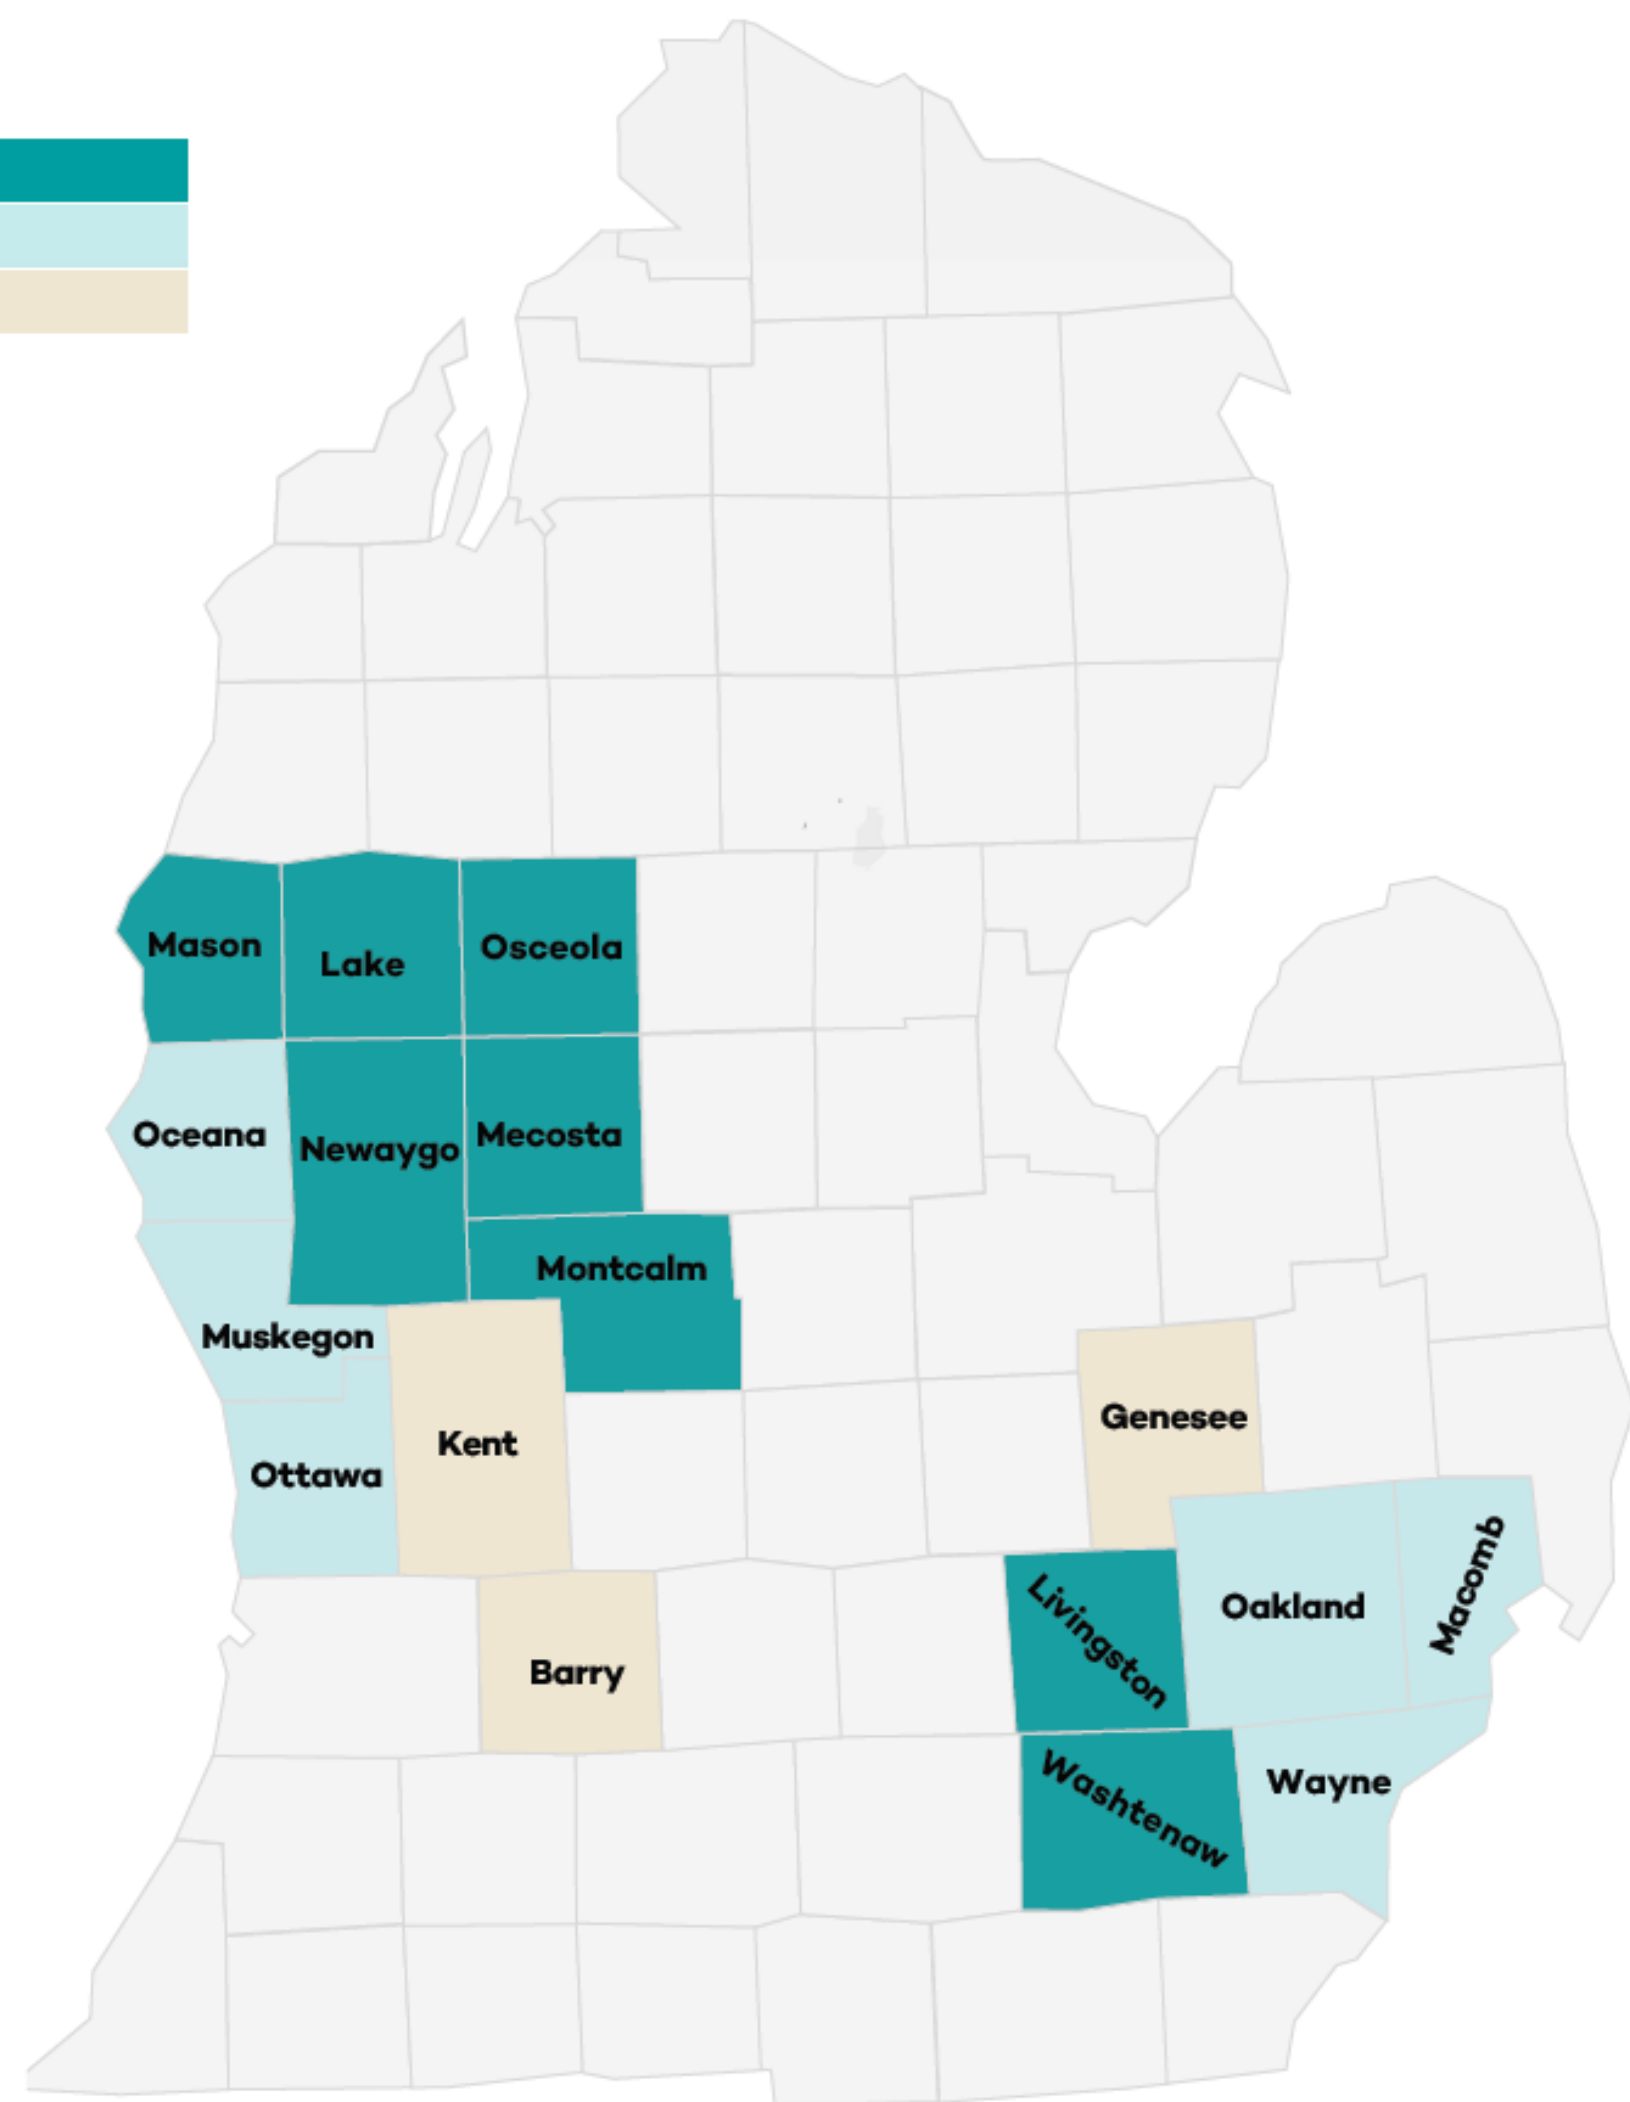 Mason
Lake
Osceola
Oceana
Newaygo
Mecosta
Montcalm
Muskegon
Kent
Genesee
Ottawa
Macomb
Oakland
Livingston
Barry
Wayne
Washtenaw